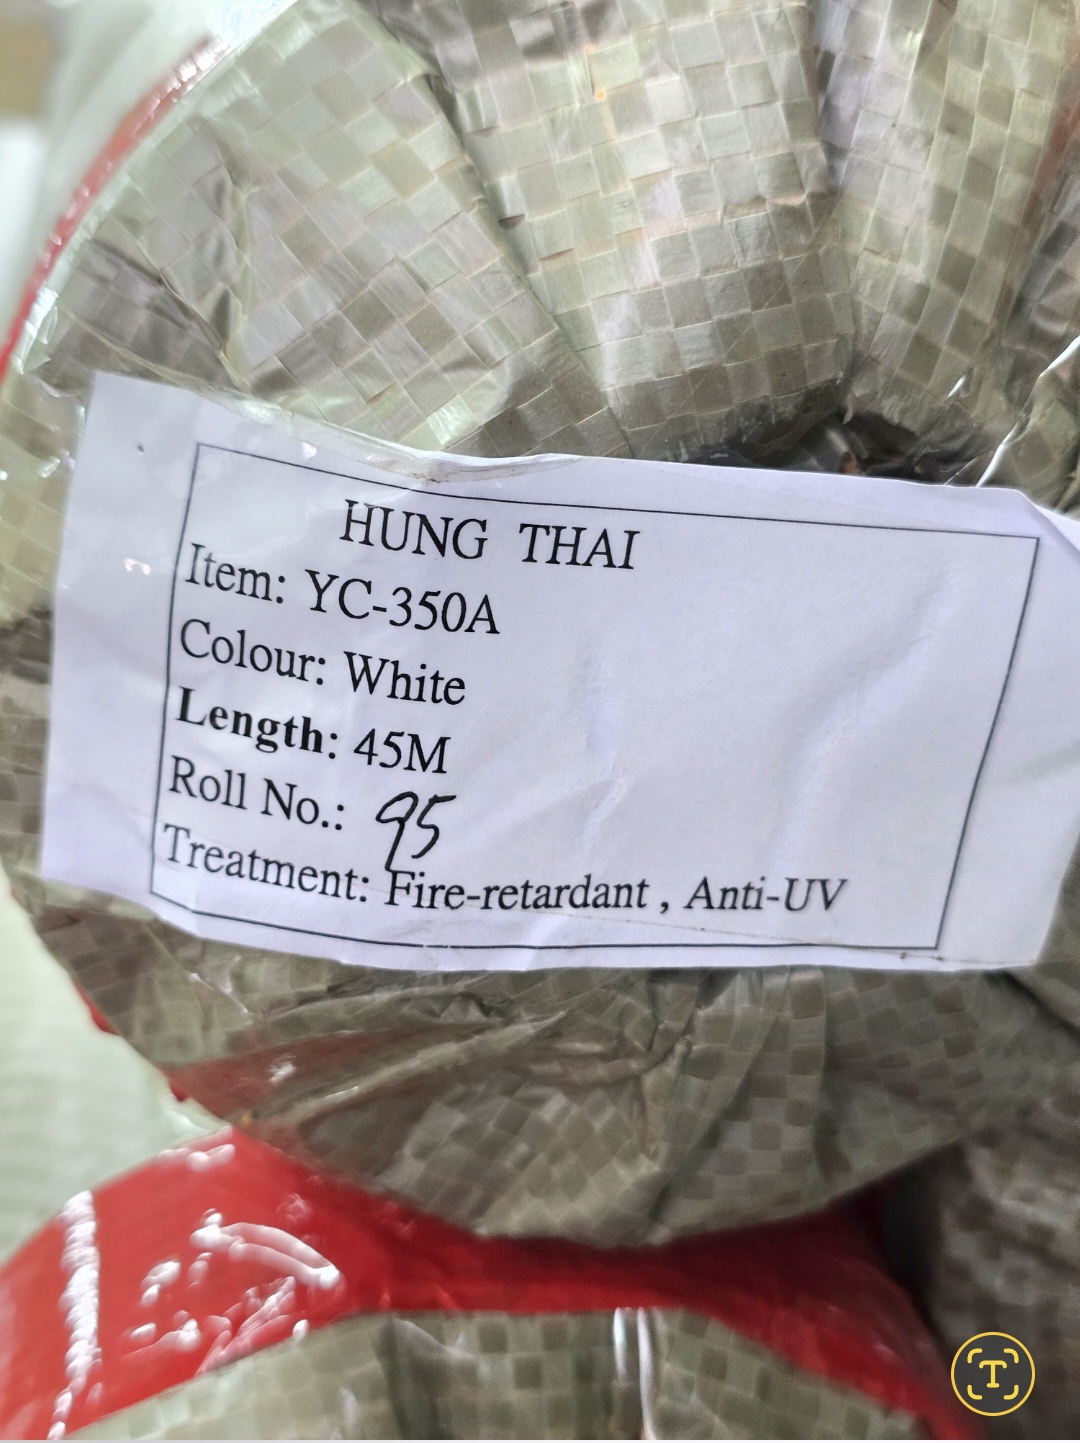 HUNG THAI
Item: YC-350A
Colour: White
Length: 45M
Roll No.: 95
Treatment: Fire-retardant , Anti-UV